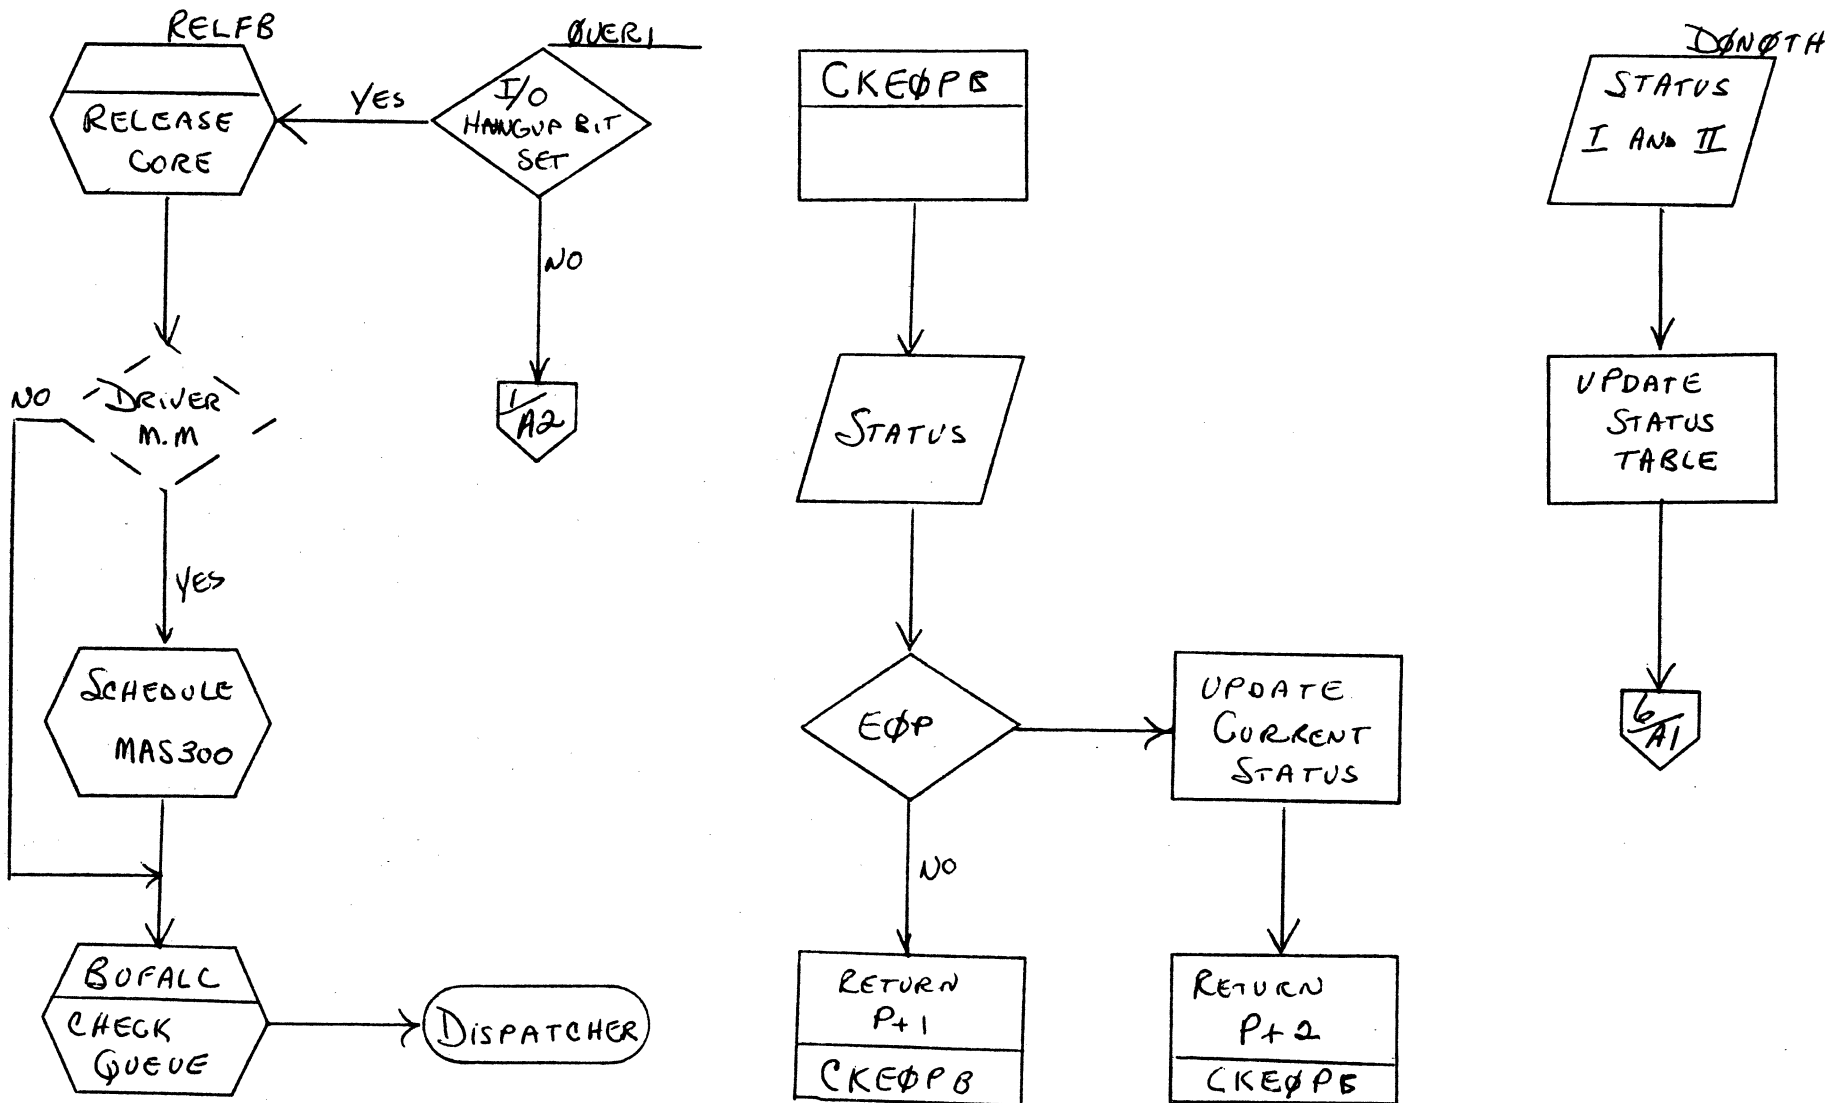 RELFB
RELEASE
CORE
ØVER1
I/O
HANGUP BIT
SET
YES
NO
1/A2
DRIVER
M.M
NO
YES
SCHEDULE
MAS300
BUFALC
CHECK
QUEUE
DISPATCHER
CKEØPB
STATUS
EØP
NO
RETURN
P+1
CKEØPB
UPDATE
CURRENT
STATUS
RETURN
P+2
CKEØPB
DØNØTH
STATUS
I AND II
UPDATE
STATUS
TABLE
6/A1